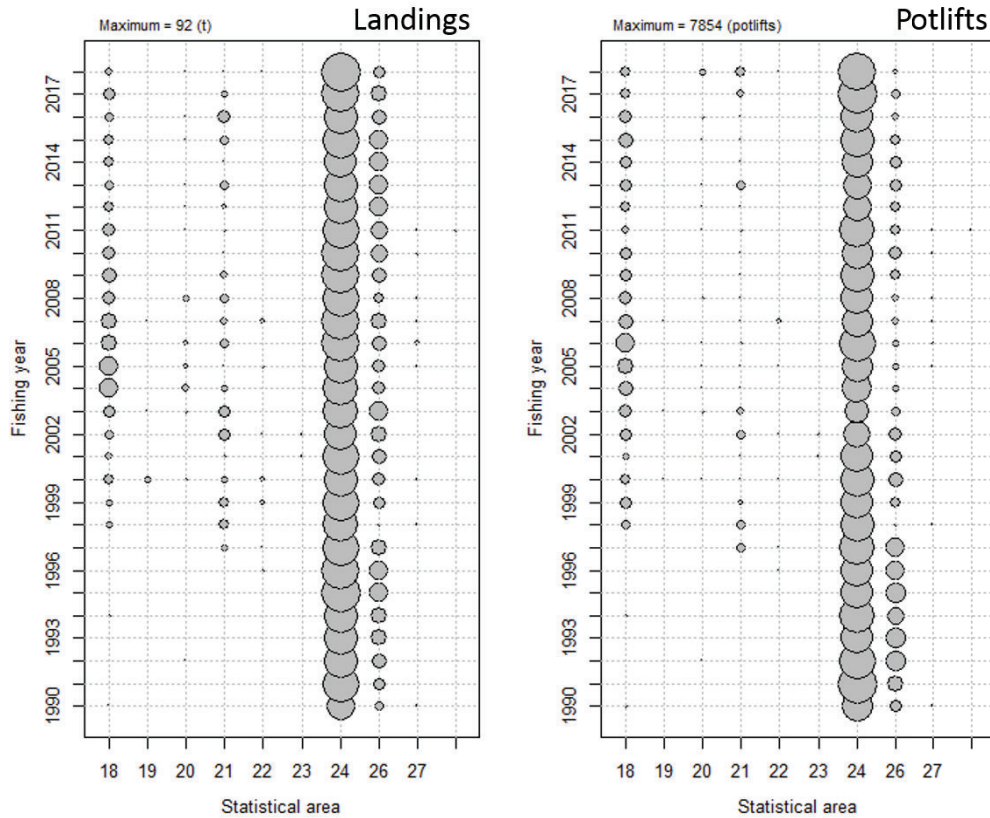 Landings
Maximum = 92 (t)
Fishing year
2017
2014
2011
2008
2005
2002
1999
1996
1993
1990
18 19 20 21 22 23 24 26 27
Statistical area
Potlifts
Maximum = 7854 (potlifts)
Fishing year
2017
2014
2011
2008
2005
2002
1999
1996
1993
1990
18 19 20 21 22 23 24 26 27
Statistical area